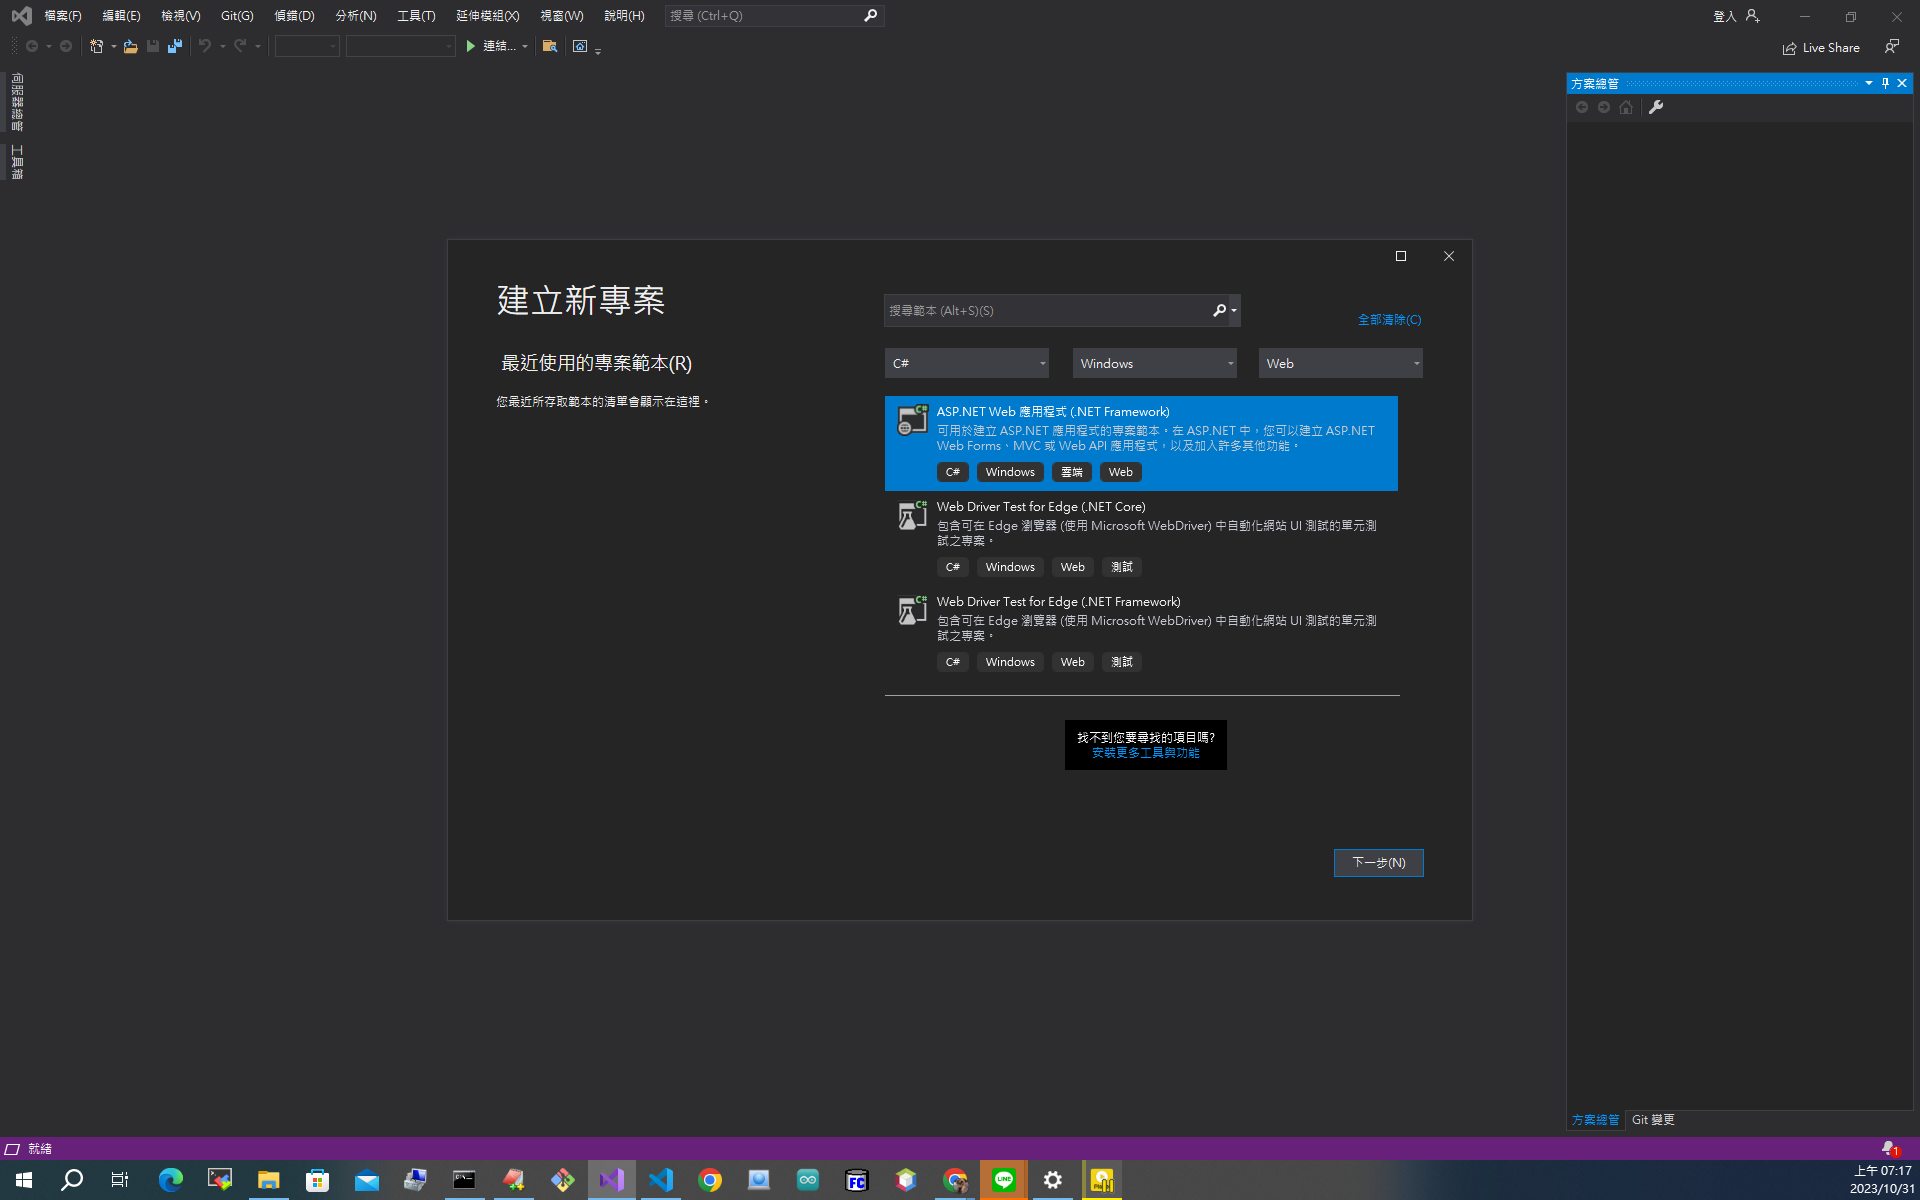 檔案(F) 編輯(E) 檢視(V) Git(G) 偵錯(D) 分析(N) 工具(T) 延伸模組(X) 視窗(W) 說明(H) 搜尋 (Ctrl+Q) 登入
連結... Live Share
伺服器總管
工具箱
方案總管
建立新專案
最近使用的專案範本(R)
您最近所存取範本的清單會顯示在這裡。
搜尋範本 (Alt+S)(S)
全部清除(C)
C# Windows Web
ASP.NET Web 應用程式 (.NET Framework)
可用於建立 ASP.NET 應用程式的專案範本。在 ASP.NET 中，您可以建立 ASP.NET
Web Forms、MVC 或 Web API 應用程式，以及加入許多其他功能。
C# Windows 雲端 Web
Web Driver Test for Edge (.NET Core)
包含可在 Edge 瀏覽器 (使用 Microsoft WebDriver) 中自動化網站 UI 測試的單元測
試之專案。
C# Windows Web 測試
Web Driver Test for Edge (.NET Framework)
包含可在 Edge 瀏覽器 (使用 Microsoft WebDriver) 中自動化網站 UI 測試的單元測
試之專案。
C# Windows Web 測試
找不到您要尋找的項目嗎?
安裝更多工具與功能
下一步(N)
方案總管 Git 變更
就緒
1
上午 07:17
2023/10/31